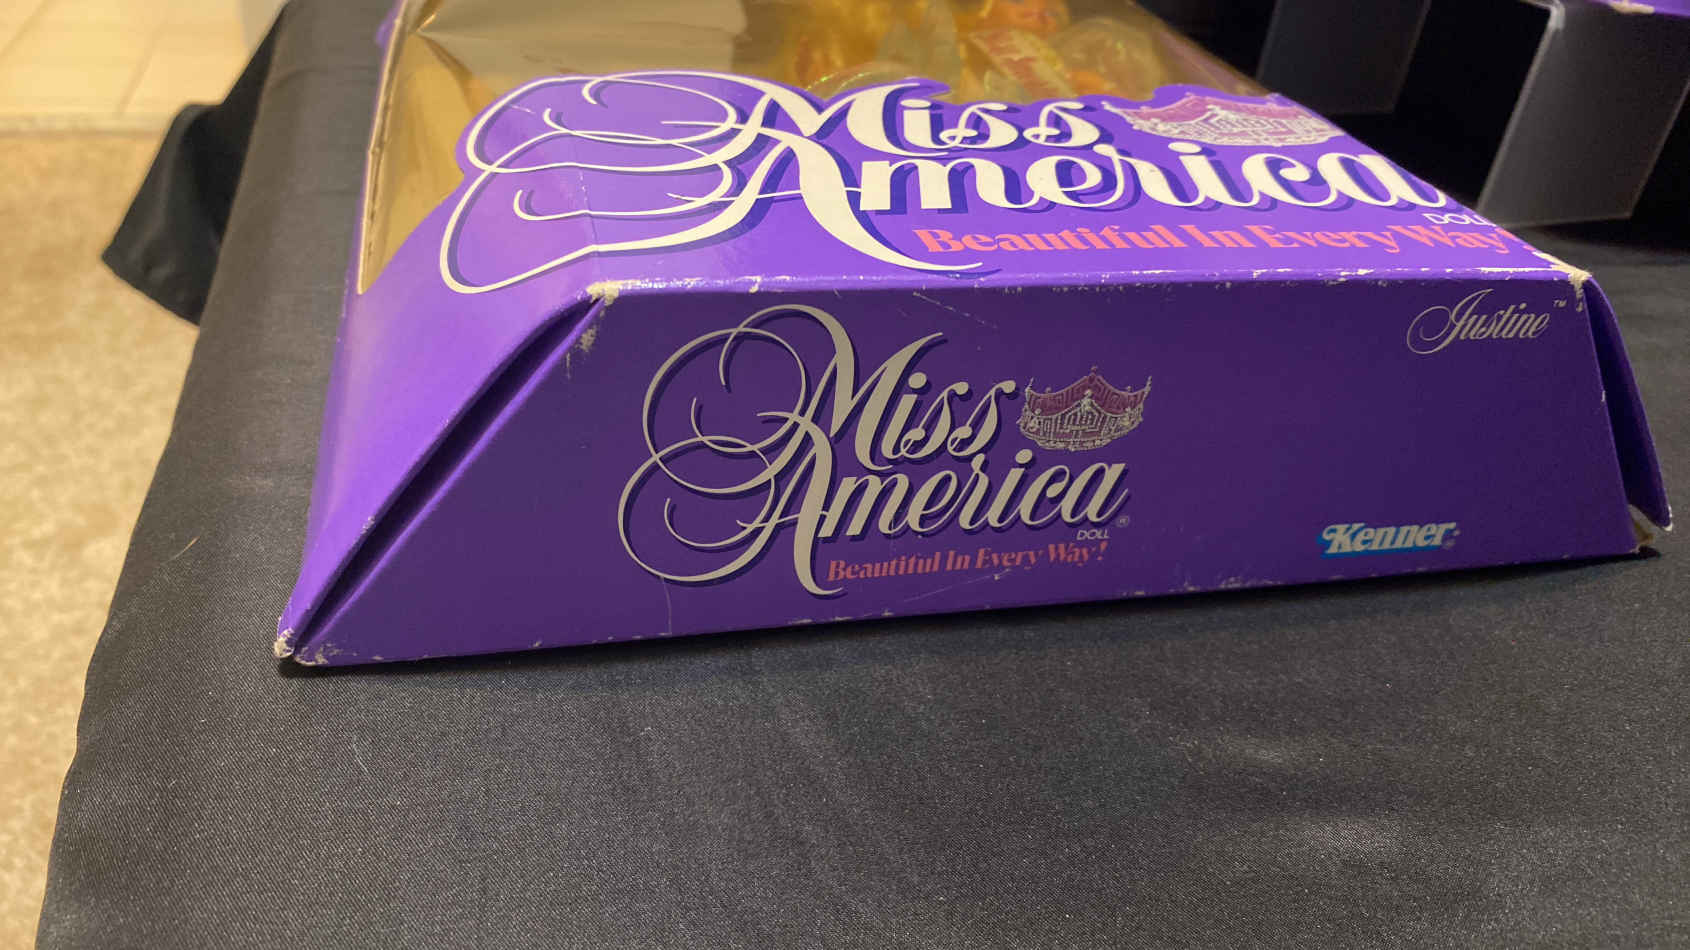 Miss
America
DOLL
Beautiful In Every Way!
Justine™
Miss
America®
DOLL
Beautiful In Every Way!
Kenner®